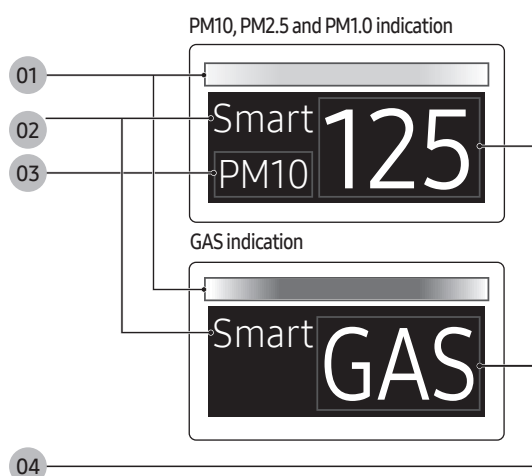 PM10, PM2.5 and PM1.0 indication
01
02
Smart
125
03
PM10
GAS indication
Smart
GAS
04